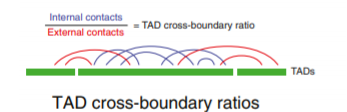 Internal contacts
External contacts
= TAD cross-boundary ratio
TADs
TAD cross-boundary ratios